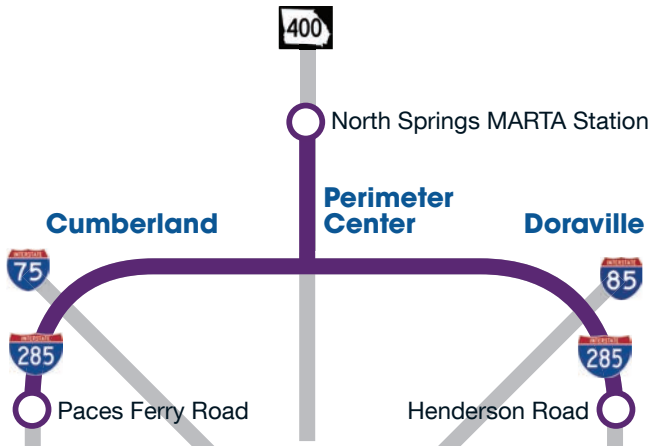 400
North Springs MARTA Station
Perimeter
Center
Cumberland
Doraville
INTERSTATE
75
INTERSTATE
85
INTERSTATE
285
INTERSTATE
285
Paces Ferry Road
Henderson Road